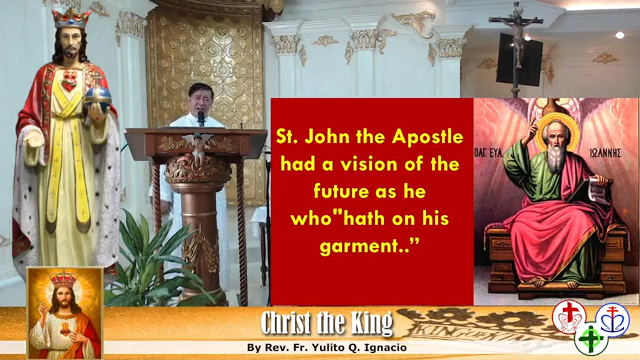 St. John the Apostle
had a vision of the
future as he
who"hath on his
garment..”
ΙΩΑΝΝΗΣ
Christ the King
By Rev. Fr. Yulito Q. Ignacio